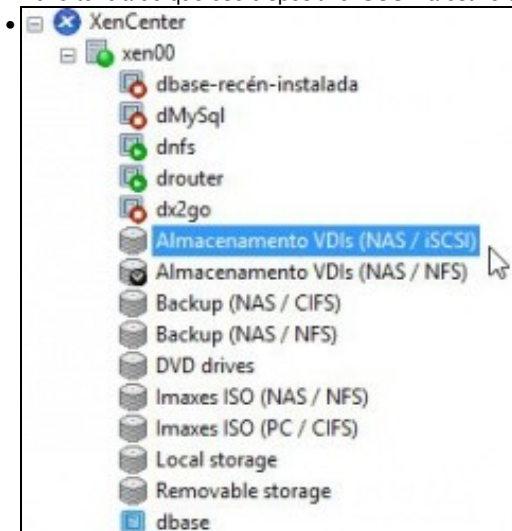 XenCenter
xen00
dbase-recén-instalada
dMySql
dnfs
drouter
dx2go
Almacenamento VDIs (NAS / iSCSI)
Almacenamento VDIs (NAS / NFS)
Backup (NAS / CIFS)
Backup (NAS / NFS)
DVD drives
Imaxes ISO (NAS / NFS)
Imaxes ISO (PC / CIFS)
Local storage
Removable storage
dbase